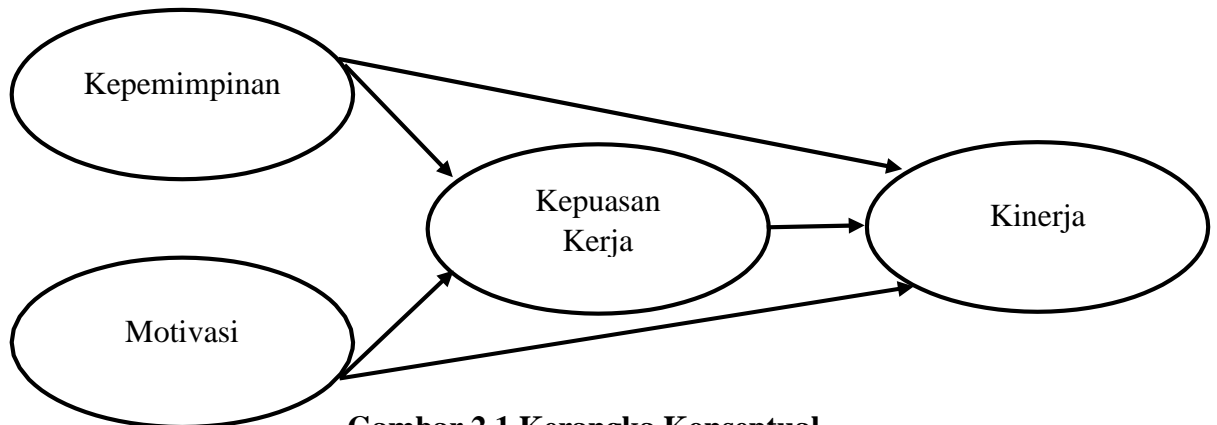 Kepemimpinan
Kepuasan
Kerja
Kinerja
Motivasi
Gambar 2.1 Kerangka Konseptual